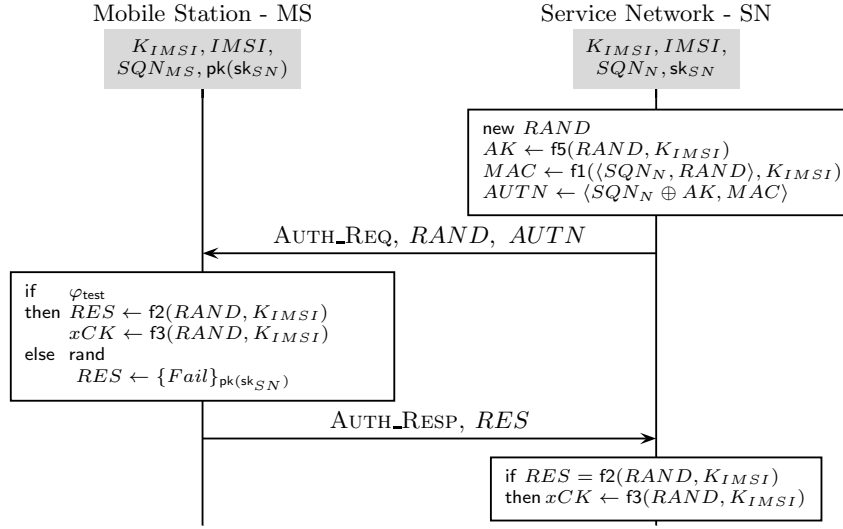 Mobile Station - MS
Service Network - SN
K_IMSI, IMSI,
SQN_MS, pk(sk_SN)
K_IMSI, IMSI,
SQN_N, sk_SN
new RAND
AK ← f5(RAND, K_IMSI)
MAC ← f1(⟨SQN_N, RAND⟩, K_IMSI)
AUTN ← ⟨SQN_N ⊕ AK, MAC⟩
AUTH_REQ, RAND, AUTN
if φ_test
then RES ← f2(RAND, K_IMSI)
xCK ← f3(RAND, K_IMSI)
else rand
RES ← {Fail}_pk(sk_SN)
AUTH_RESP, RES
if RES = f2(RAND, K_IMSI)
then xCK ← f3(RAND, K_IMSI)